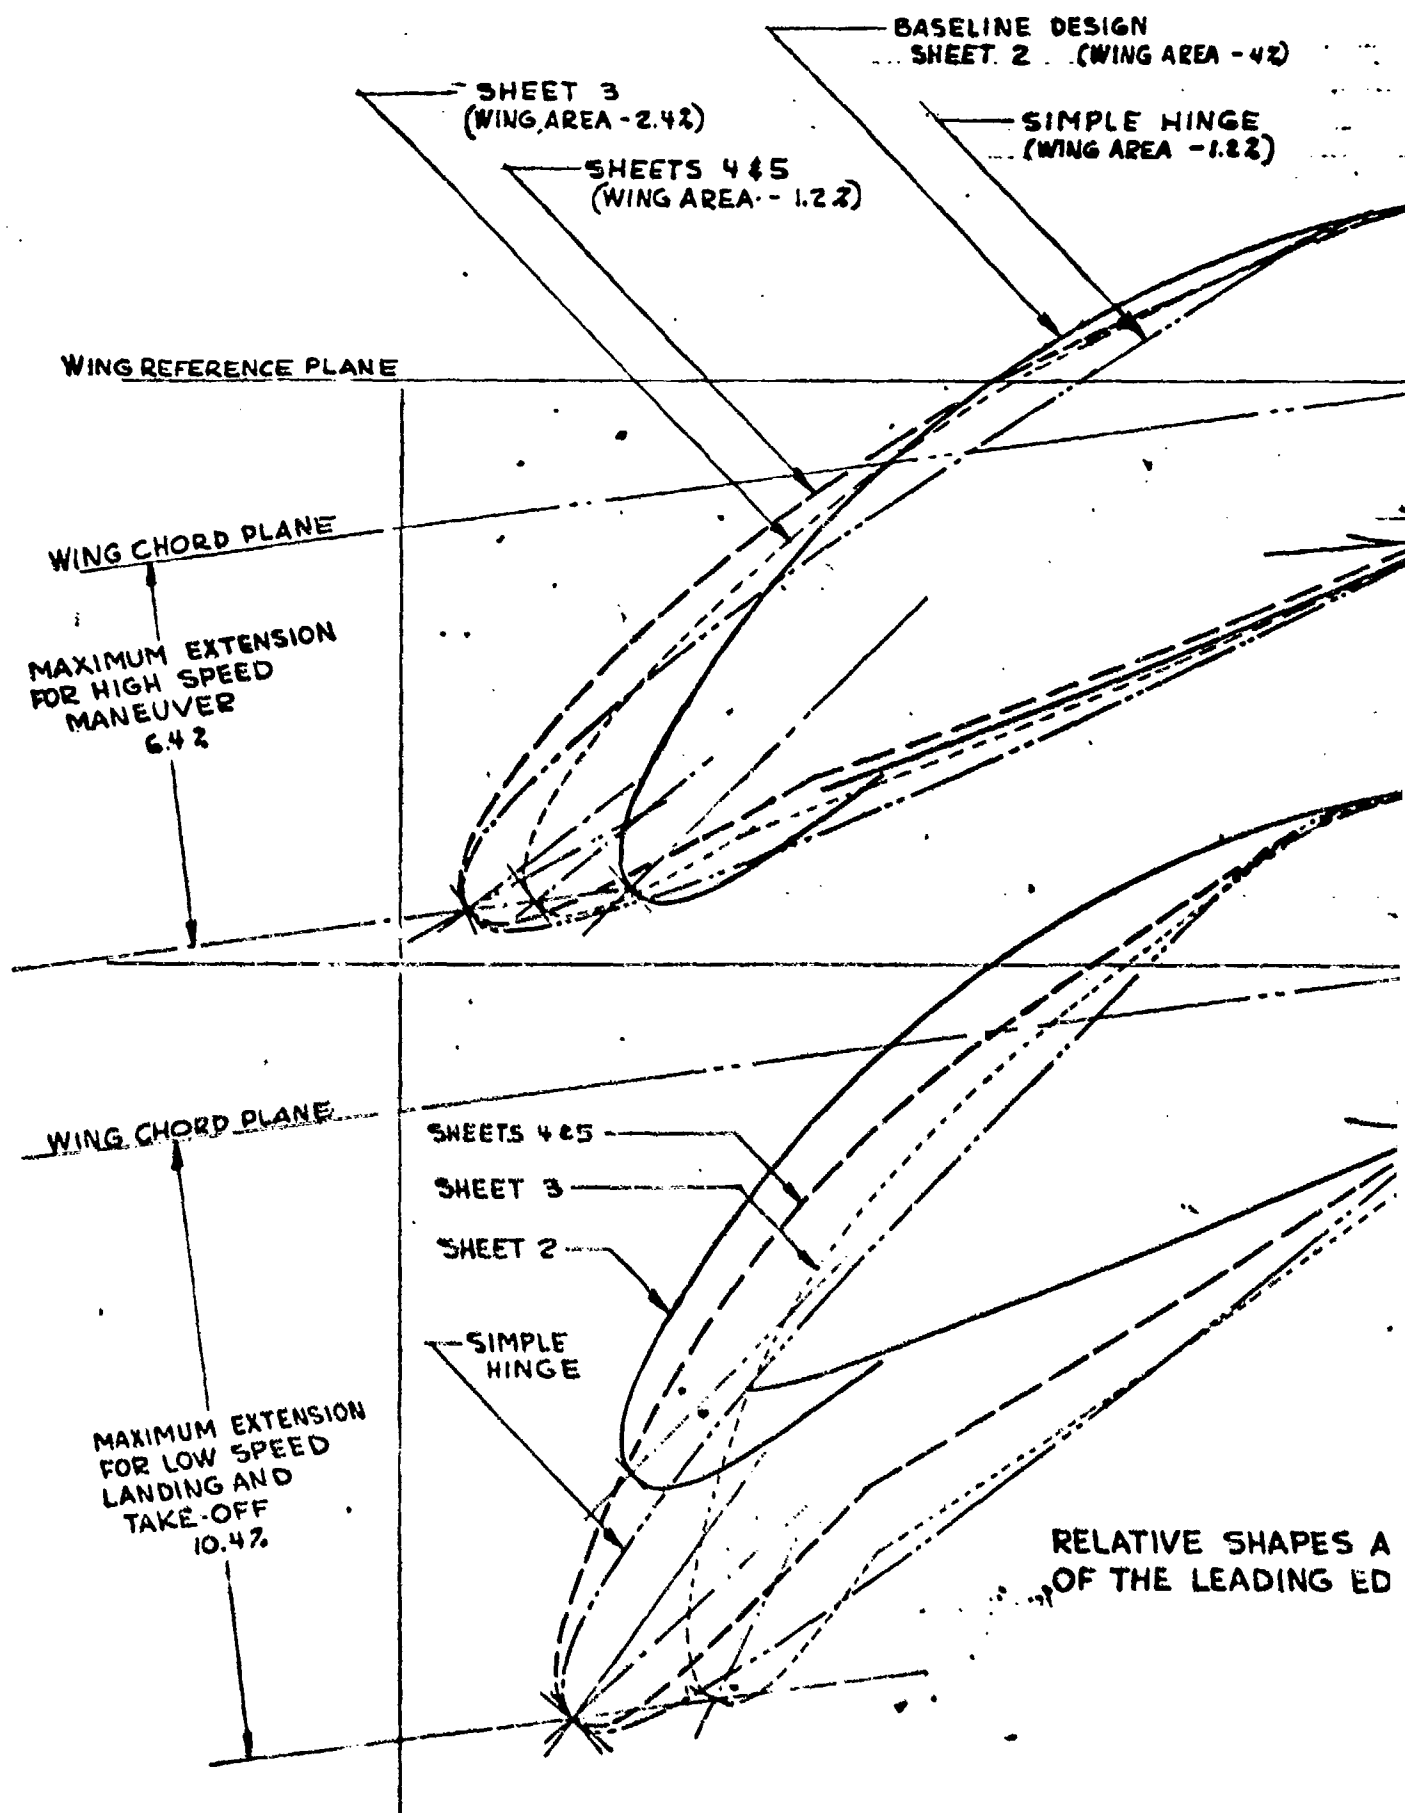 BASELINE DESIGN
SHEET 2 (WING AREA - 4%)
SHEET 3
(WING AREA - 2.4%)
SIMPLE HINGE
(WING AREA - 1.2%)
SHEETS 4 & 5
(WING AREA - 1.2%)
WING REFERENCE PLANE
WING CHORD PLANE
MAXIMUM EXTENSION
FOR HIGH SPEED
MANEUVER
6.4%
WING CHORD PLANE
SHEETS 4 & 5
SHEET 3
SHEET 2
SIMPLE
HINGE
MAXIMUM EXTENSION
FOR LOW SPEED
LANDING AND
TAKE-OFF
10.4%
RELATIVE SHAPES A
OF THE LEADING ED